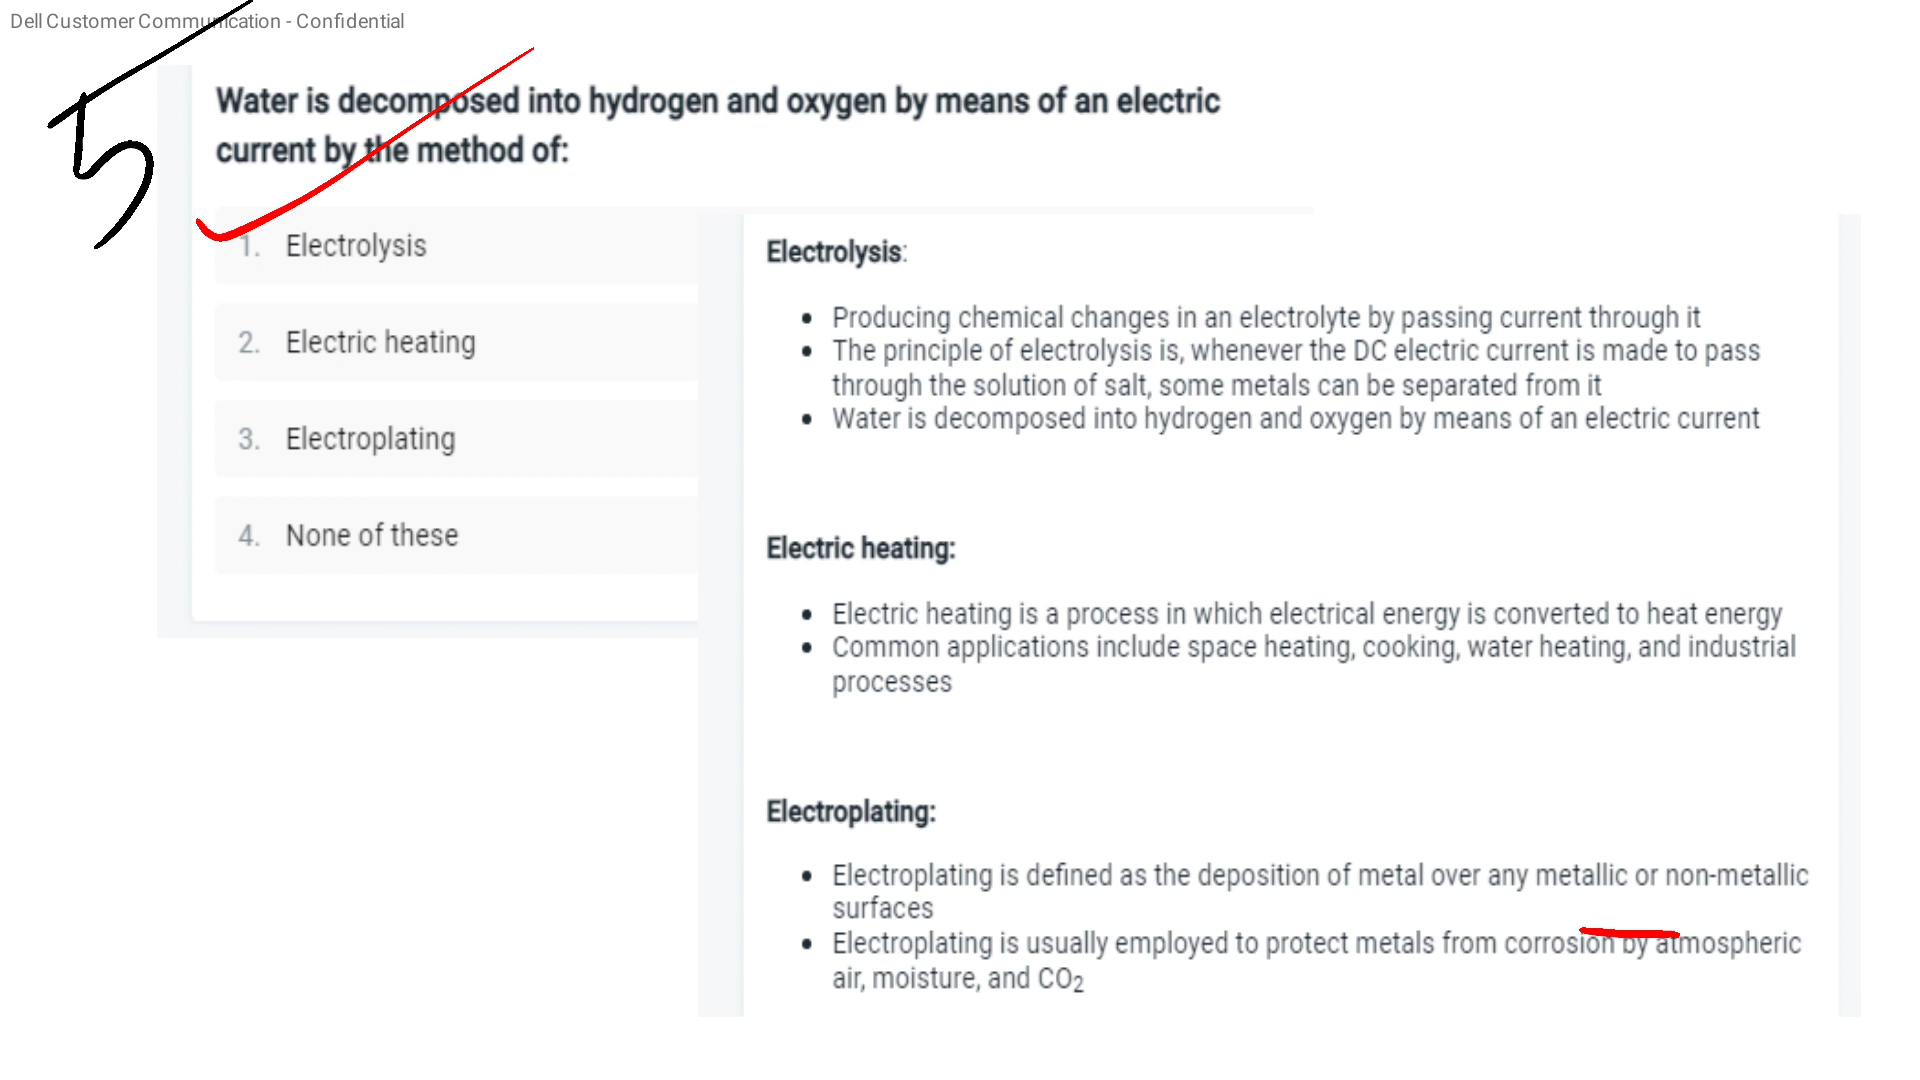 Dell Customer Communication - Confidential
5
Water is decomposed into hydrogen and oxygen by means of an electric
current by the method of:
1. Electrolysis
2. Electric heating
3. Electroplating
4. None of these
Electrolysis:
• Producing chemical changes in an electrolyte by passing current through it
• The principle of electrolysis is, whenever the DC electric current is made to pass
through the solution of salt, some metals can be separated from it
• Water is decomposed into hydrogen and oxygen by means of an electric current
Electric heating:
• Electric heating is a process in which electrical energy is converted to heat energy
• Common applications include space heating, cooking, water heating, and industrial
processes
Electroplating:
• Electroplating is defined as the deposition of metal over any metallic or non-metallic
surfaces
• Electroplating is usually employed to protect metals from corrosion by atmospheric
air, moisture, and CO₂